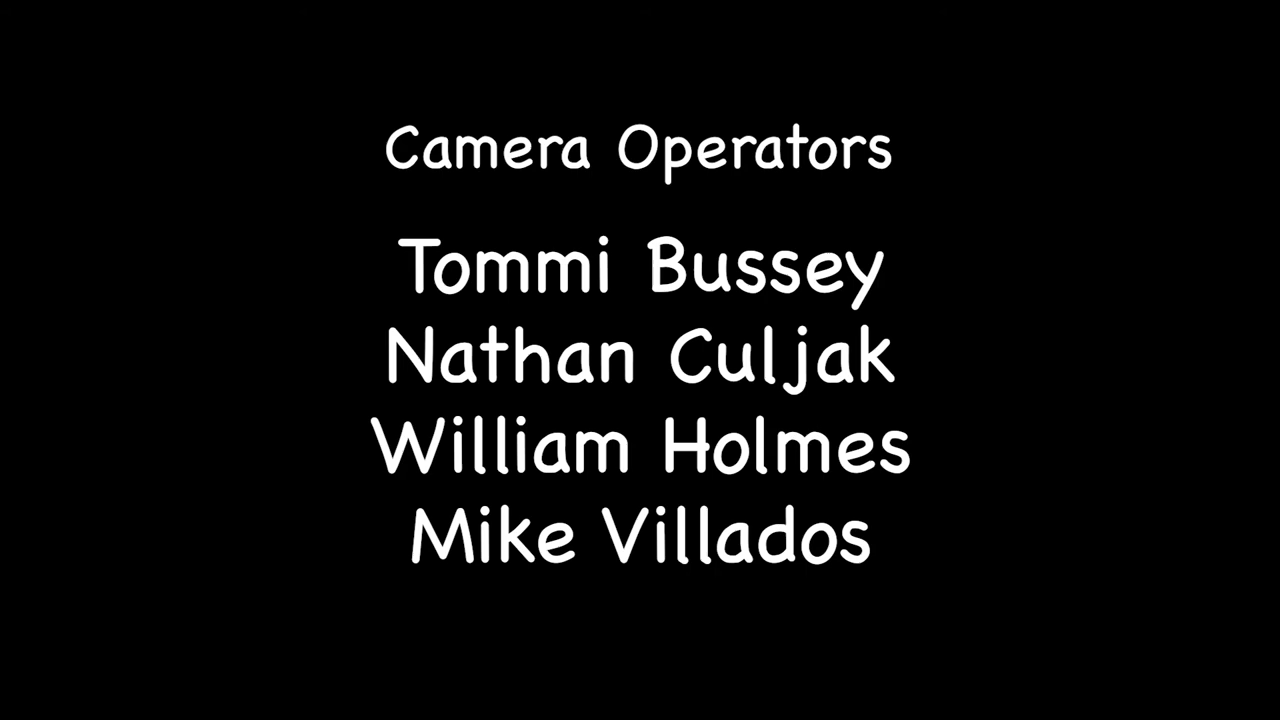 Camera Operators
Tommi Bussey
Nathan Culjak
William Holmes
Mike Villados